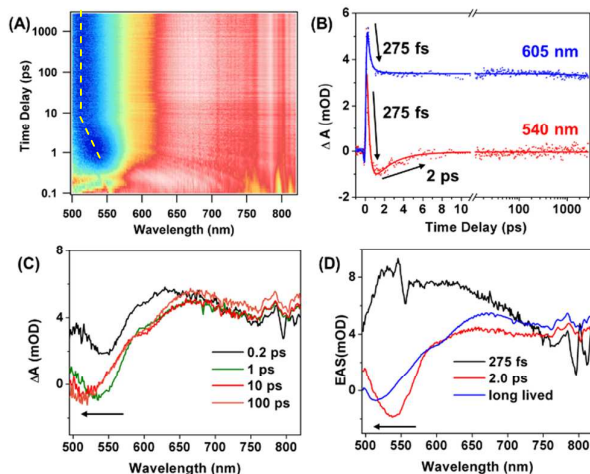 (A)
1000
100
10
1
0.1
Time Delay (ps)
500 550 600 650 700 750 800
Wavelength (nm)
(B)
6
4
2
0
-2
Δ A (mOD)
275 fs
605 nm
275 fs
540 nm
2 ps
0 2 4 6 8 10 100 1000
Time Delay (ps)
(C)
8
4
0
ΔA (mOD)
0.2 ps
1 ps
10 ps
100 ps
500 550 600 650 700 750 800
Wavelength (nm)
(D)
8
4
0
EAS(mOD)
275 fs
2.0 ps
long lived
500 550 600 650 700 750 800
Wavelength (nm)